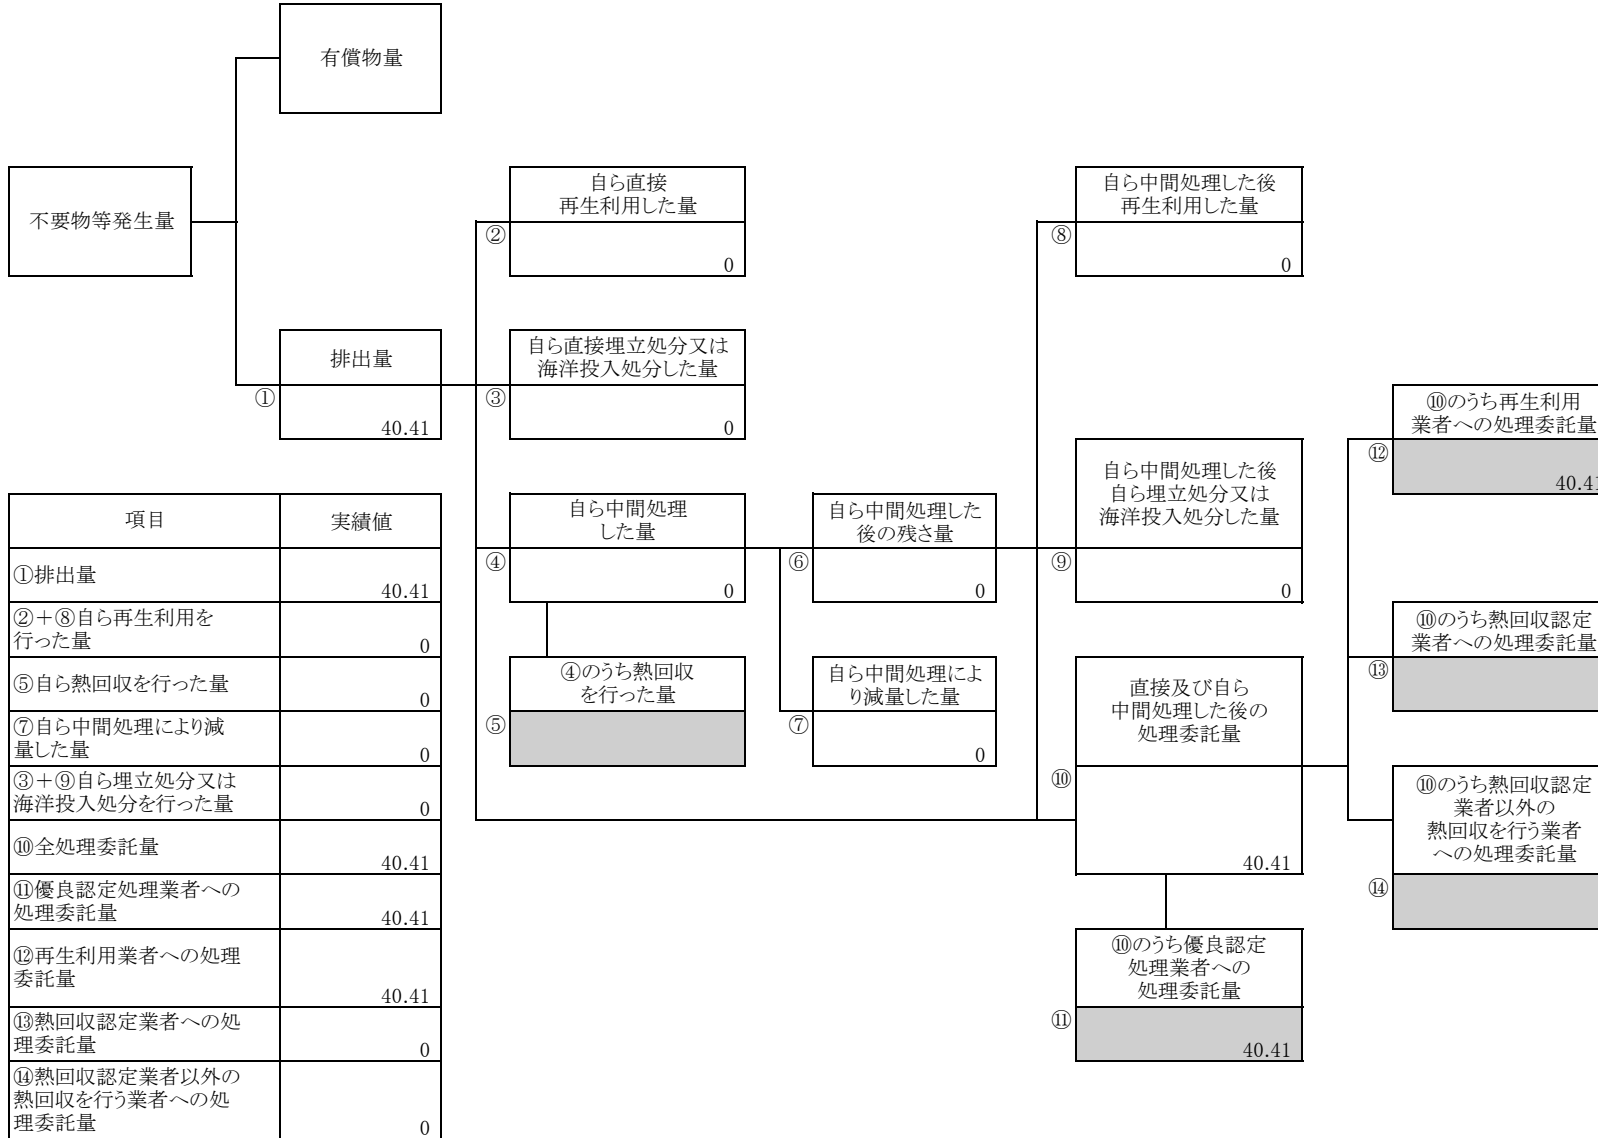 有償物量
不要物等発生量
自ら直接
再生利用した量
②
0
自ら中間処理した後
再生利用した量
⑧
0
排出量
①
40.41
自ら直接埋立処分又は
海洋投入処分した量
③
0
自ら中間処理
した量
④
0
自ら中間処理した
後の残さ量
⑥
0
自ら中間処理した後
自ら埋立処分又は
海洋投入処分した量
⑨
0
⑩のうち再生利用
業者への処理委託量
⑫
40.41
④のうち熱回収
を行った量
⑤
自ら中間処理によ
り減量した量
⑦
0
直接及び自ら
中間処理した後の
処理委託量
⑩
40.41
⑩のうち熱回収認定
業者への処理委託量
⑬
⑩のうち熱回収認定
業者以外の
熱回収を行う業者
への処理委託量
⑭
⑩のうち優良認定
処理業者への
処理委託量
⑪
40.41
項目 実績値
①排出量
40.41
②＋⑧自ら再生利用を
行った量
0
⑤自ら熱回収を行った量
0
⑦自ら中間処理により減
量した量
0
③＋⑨自ら埋立処分又は
海洋投入処分を行った量
0
⑩全処理委託量
40.41
⑪優良認定処理業者への
処理委託量
40.41
⑫再生利用業者への処理
委託量
40.41
⑬熱回収認定業者への処
理委託量
0
⑭熱回収認定業者以外の
熱回収を行う業者への処
理委託量
0